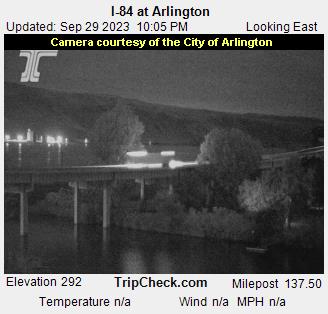 I-84 at Arlington
Updated: Sep 29 2023 10:05 PM Looking East
Camera courtesy of the City of Arlington
Elevation 292 TripCheck.com Milepost 137.50
Temperature n/a Wind n/a MPH n/a